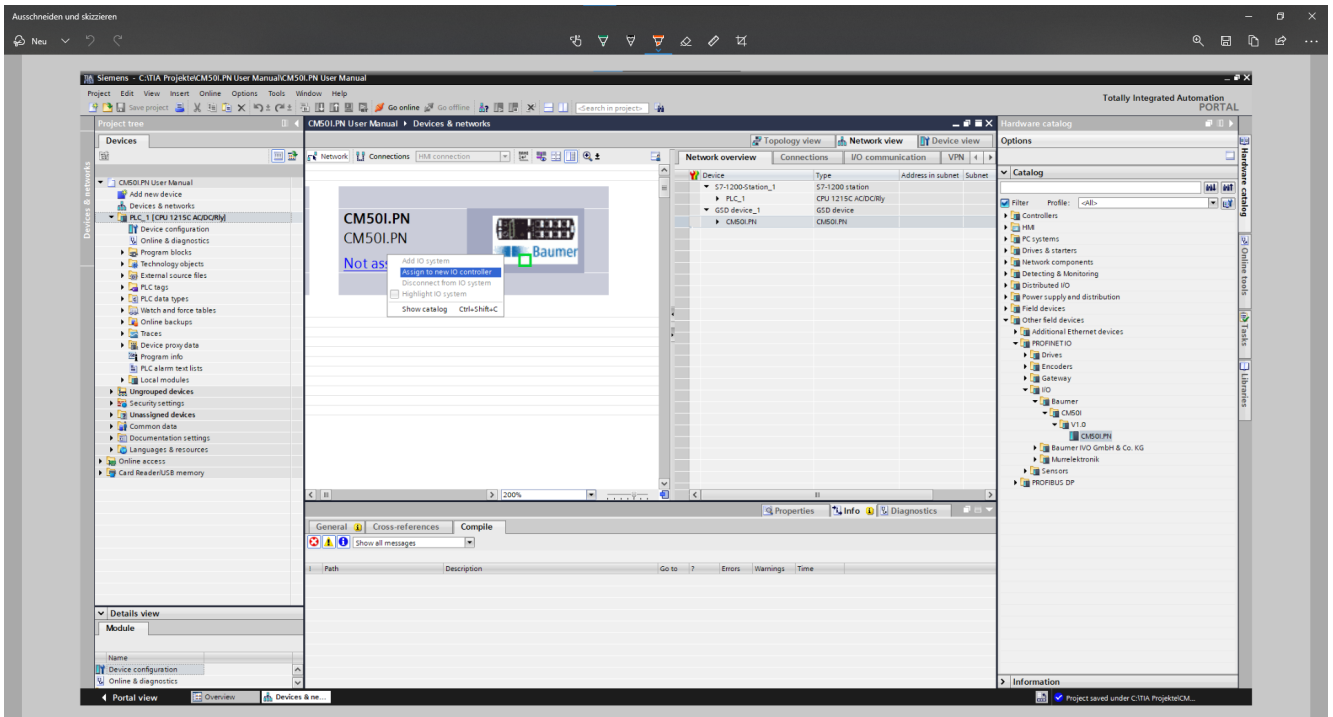 Ausschneiden und skizzieren
Neu
Siemens - C:\TIA Projekte\CM50I.PN User Manual\CM50I.PN User Manual
Project Edit View Insert Online Options Tools Window Help
Totally Integrated Automation
PORTAL
Save project
Go online
Go offline
<Search in project>
Project tree
Devices
CM50I.PN User Manual
Add new device
Devices & networks
PLC_1 [CPU 1215C AC/DC/Rly]
Device configuration
Online & diagnostics
Program blocks
Technology objects
External source files
PLC tags
PLC data types
Watch and force tables
Online backups
Traces
Device proxy data
Program info
PLC alarm text lists
Local modules
Ungrouped devices
Security settings
Unassigned devices
Common data
Documentation settings
Languages & resources
Online access
Card Reader/USB memory
Details view
Module
Name
Device configuration
Online & diagnostics
Devices & networks
CM50I.PN User Manual Devices & networks
Topology view
Network view
Device view
Network
Connections
HMI connection
CM50I.PN
CM50I.PN
Not as
Baumer
Add IO system
Assign to new IO controller
Disconnect from IO system
Highlight IO system
Show catalog Ctrl+Shift+C
200%
Network overview
Connections
I/O communication
VPN
Device Type Address in subnet Subnet
S7-1200-Station_1 S7-1200 station
PLC_1 CPU 1215C AC/DC/Rly
GSD device_1 GSD device
CM50I.PN CM50I.PN
Properties
Info
Diagnostics
General
Cross-references
Compile
Show all messages
! Path Description Go to ? Errors Warnings Time
Hardware catalog
Options
Catalog
Filter Profile: <All>
Controllers
HMI
PC systems
Drives & starters
Network components
Detecting & Monitoring
Distributed I/O
Power supply and distribution
Field devices
Other field devices
Additional Ethernet devices
PROFINET IO
Drives
Encoders
Gateway
I/O
Baumer
CM50I
V1.0
CM50I.PN
Baumer IVO GmbH & Co. KG
Murrelektronik
Sensors
PROFIBUS DP
Information
Hardware catalog
Online tools
Tasks
Libraries
Portal view
Overview
Devices & ne...
Project saved under C:\TIA Projekte\CM...